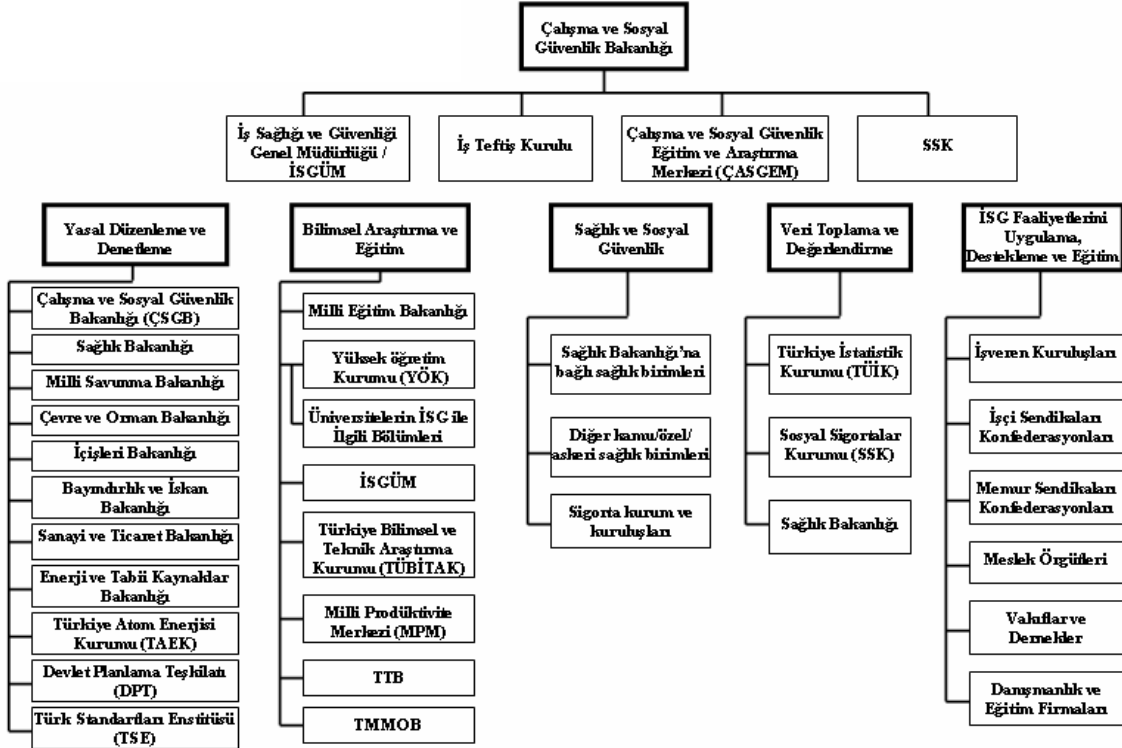 Çalışma ve Sosyal
Güvenlik Bakanlığı
İş Sağlığı ve Güvenliği
Genel Müdürlüğü /
İSGÜM
İş Teftiş Kurulu
Çalışma ve Sosyal Güvenlik
Eğitim ve Araştırma
Merkezi (ÇASGEM)
SSK
Yasal Düzenleme ve
Denetleme
Çalışma ve Sosyal Güvenlik
Bakanlığı (ÇSGB)
Sağlık Bakanlığı
Milli Savunma Bakanlığı
Çevre ve Orman Bakanlığı
İçişleri Bakanlığı
Bayındırlık ve İskan
Bakanlığı
Sanayi ve Ticaret Bakanlığı
Enerji ve Tabii Kaynaklar
Bakanlığı
Türkiye Atom Enerjisi
Kurumu (TAEK)
Devlet Planlama Teşkilatı
(DPT)
Türk Standartları Enstitüsü
(TSE)
Bilimsel Araştırma ve
Eğitim
Milli Eğitim Bakanlığı
Yüksek öğretim
Kurumu (YÖK)
Üniversitelerin İSG ile
İlgili Bölümleri
İSGÜM
Türkiye Bilimsel ve
Teknik Araştırma
Kurumu (TÜBİTAK)
Milli Prodüktivite
Merkezi (MPM)
TTB
TMMOB
Sağlık ve Sosyal
Güvenlik
Sağlık Bakanlığı'na
bağlı sağlık birimleri
Diğer kamu/özel/
askeri sağlık birimleri
Sigorta kurum ve
kuruluşları
Veri Toplama ve
Değerlendirme
Türkiye İstatistik
Kurumu (TÜİK)
Sosyal Sigortalar
Kurumu (SSK)
Sağlık Bakanlığı
İSG Faaliyetlerini
Uygulama,
Destekleme ve Eğitim
İşveren Kuruluşları
İşçi Sendikaları
Konfederasyonları
Memur Sendikaları
Konfederasyonları
Meslek Örgütleri
Vakıflar ve
Dernekler
Danışmanlık ve
Eğitim Firmaları